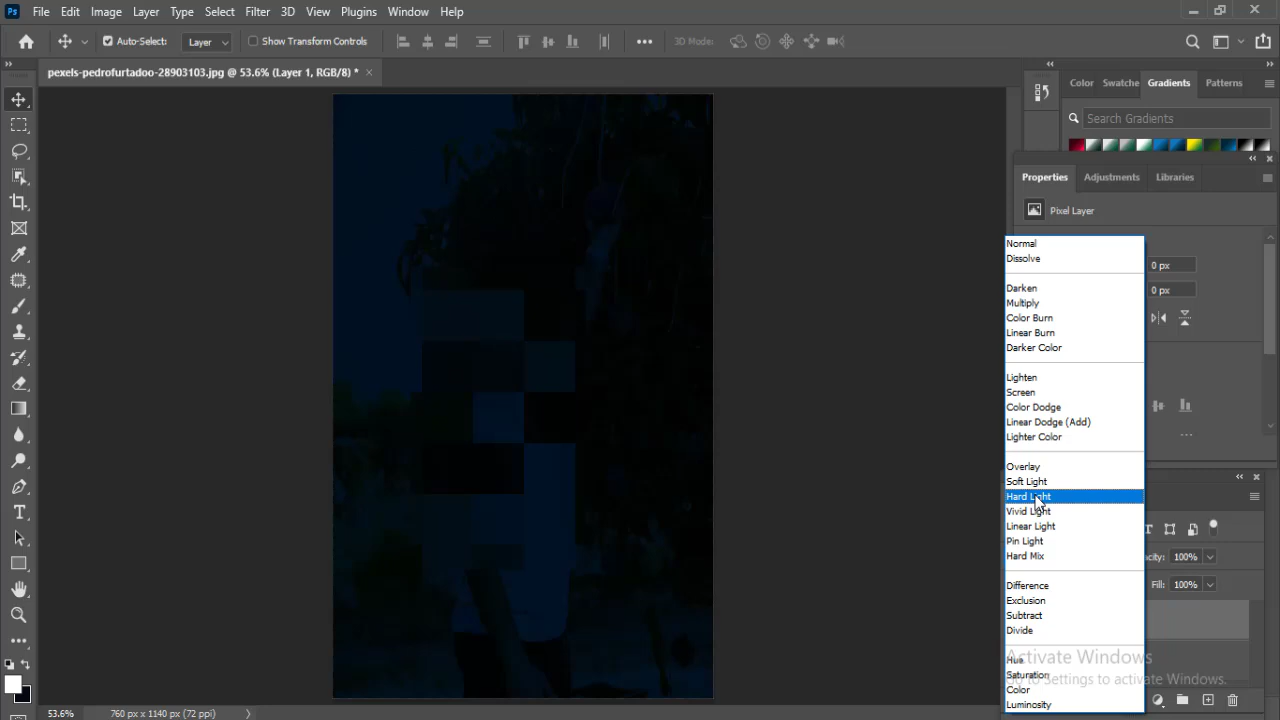 Ps File Edit Image Layer Type Select Filter 3D View Plugins Window Help
Auto-Select: Layer Show Transform Controls 3D Mode:
pexels-pedrofurtadoo-28903103.jpg @ 53.6% (Layer 1, RGB/8) *
Color Swatche Gradients Patterns
Search Gradients
Properties Adjustments Libraries
Pixel Layer
0 px
0 px
Normal
Dissolve
Darken
Multiply
Color Burn
Linear Burn
Darker Color
Lighten
Screen
Color Dodge
Linear Dodge (Add)
Lighter Color
Overlay
Soft Light
Hard Light
Vivid Light
Linear Light
Pin Light
Hard Mix
Difference
Exclusion
Subtract
Divide
Hue
Saturation
Color
Luminosity
acity: 100%
Fill: 100%
Activate Windows
Go to Settings to activate Windows.
53.6% 760 px x 1140 px (72 ppi)